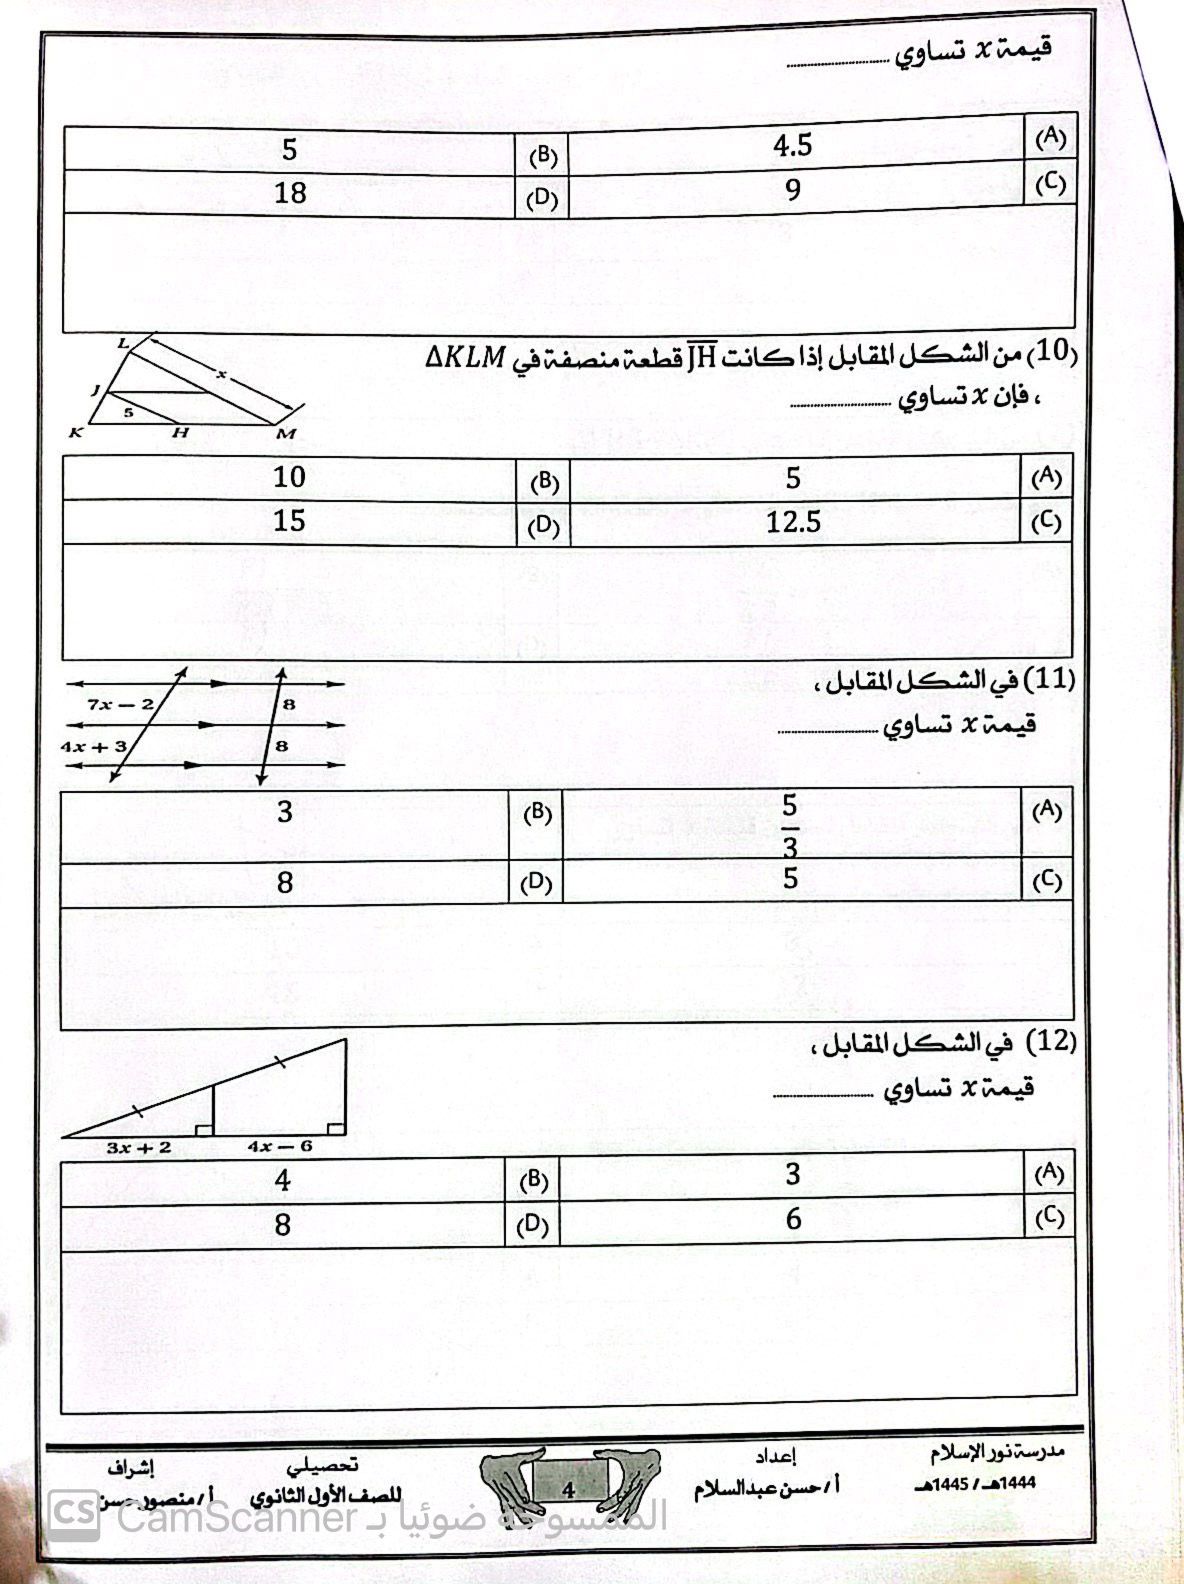 قيمة x تساوي ........................
(A) 4.5 (B) 5
(C) 9 (D) 18
(10) من الشكل المقابل إذا كانت JH قطعة منصفة في ΔKLM
، فإن x تساوي ........................
L
x
J
5
K H M
(A) 5 (B) 10
(C) 12.5 (D) 15
(11) في الشكل المقابل ،
قيمة x تساوي ........................
7x − 2 8
4x + 3 8
(A) 5/3 (B) 3
(C) 5 (D) 8
(12) في الشكل المقابل ،
قيمة x تساوي ........................
3x + 2 4x − 6
(A) 3 (B) 4
(C) 6 (D) 8
مدرسة نور الإسلام
1444هـ / 1445هـ
إعداد
أ / حسن عبدالسلام
4
تحصيلي
للصف الأول الثانوي
إشراف
أ / منصور حسن
الممسوحة ضوئيا بـ CamScanner
CS